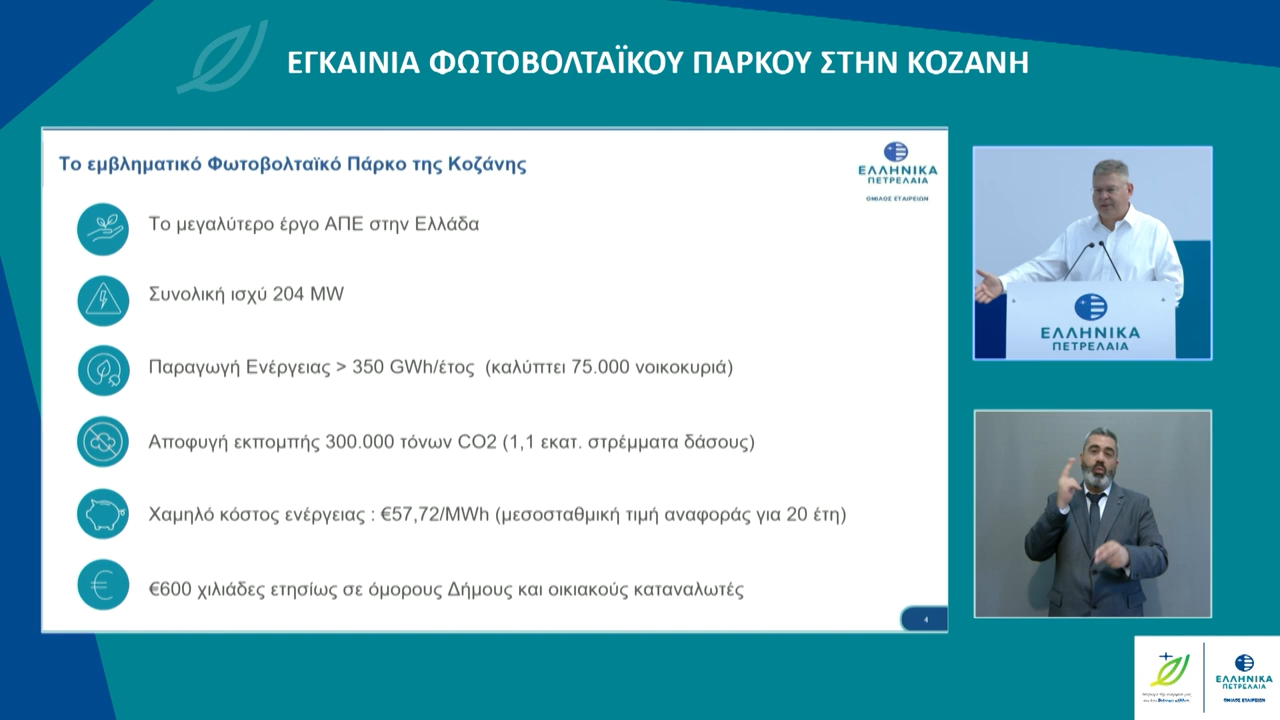 ΕΓΚΑΙΝΙΑ ΦΩΤΟΒΟΛΤΑΪΚΟΥ ΠΑΡΚΟΥ ΣΤΗΝ ΚΟΖΑΝΗ
Το εμβληματικό Φωτοβολταϊκό Πάρκο της Κοζάνης
ΕΛΛΗΝΙΚΑ
ΠΕΤΡΕΛΑΙΑ
ΟΜΙΛΟΣ ΕΤΑΙΡΕΙΩΝ
Το μεγαλύτερο έργο ΑΠΕ στην Ελλάδα
Συνολική ισχύ 204 MW
Παραγωγή Ενέργειας > 350 GWh/έτος (καλύπτει 75.000 νοικοκυριά)
Αποφυγή εκπομπής 300.000 τόνων CO2 (1,1 εκατ. στρέμματα δάσους)
Χαμηλό κόστος ενέργειας : €57,72/MWh (μεσοσταθμική τιμή αναφοράς για 20 έτη)
€600 χιλιάδες ετησίως σε όμορους Δήμους και οικιακούς καταναλωτές
4
ΕΛΛΗΝΙΚΑ
ΠΕΤΡΕΛΑΙΑ
ΕΛΛΗΝΙΚΑ
ΠΕΤΡΕΛΑΙΑ
ΟΜΙΛΟΣ ΕΤΑΙΡΕΙΩΝ